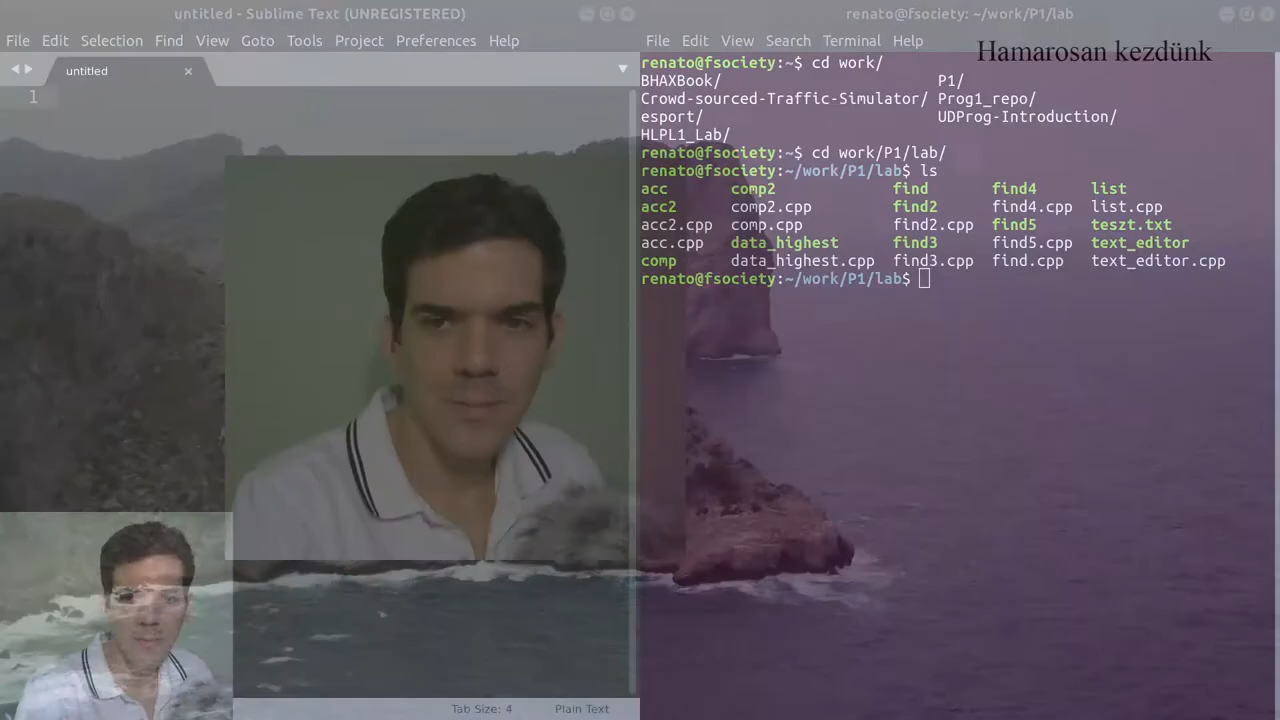 untitled - Sublime Text (UNREGISTERED)
File Edit Selection Find View Goto Tools Project Preferences Help
untitled
1
Tab Size: 4 Plain Text
renato@fsociety: ~/work/P1/lab
File Edit View Search Terminal Help
Hamarosan kezdünk
renato@fsociety:~$ cd work/
BHAXBook/ P1/
Crowd-sourced-Traffic-Simulator/ Prog1_repo/
esport/ UDProg-Introduction/
HLPL1_Lab/
renato@fsociety:~$ cd work/P1/lab/
renato@fsociety:~/work/P1/lab$ ls
acc comp2 find find4 list
acc2 comp2.cpp find2 find4.cpp list.cpp
acc2.cpp comp.cpp find2.cpp find5 teszt.txt
acc.cpp data_highest find3 find5.cpp text_editor
comp data_highest.cpp find3.cpp find.cpp text_editor.cpp
renato@fsociety:~/work/P1/lab$